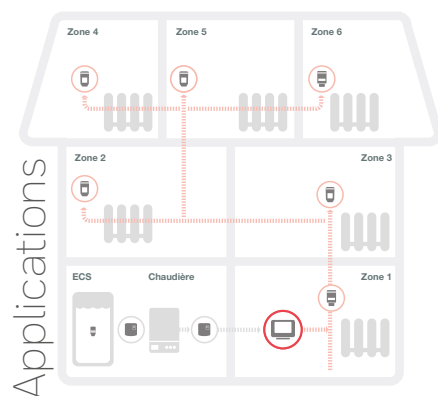 Zone 4
Zone 5
Zone 6
Zone 2
Zone 3
ECS
Chaudière
Zone 1
Applications